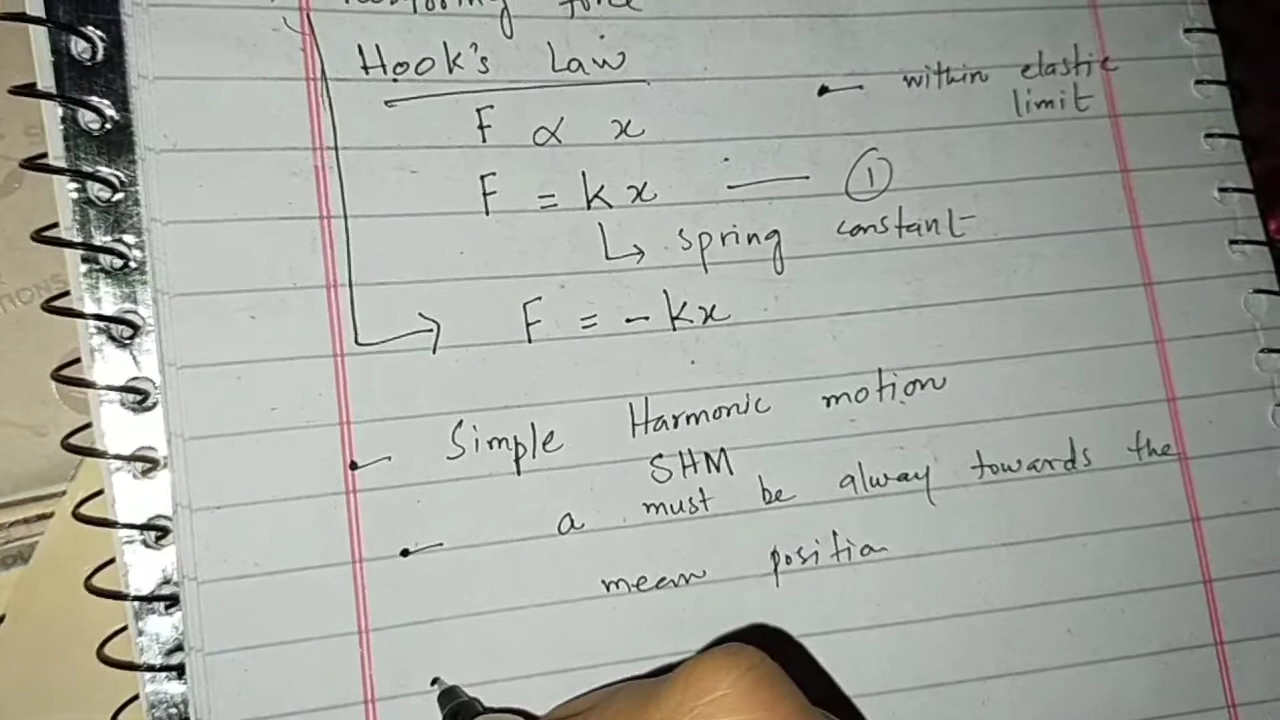 force
Hook's Law
• within elastic
limit
F ∝ x
F = kx — ①
↳ spring constant
→ F = -kx
• Simple Harmonic motion
SHM
• a must be alway towards the
mean position